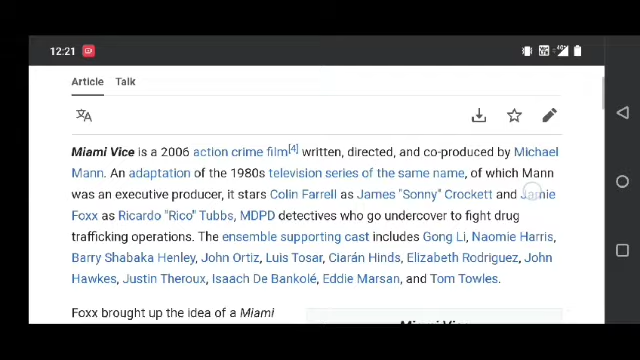 12:21
Article Talk
Miami Vice is a 2006 action crime film[4] written, directed, and co-produced by Michael
Mann. An adaptation of the 1980s television series of the same name, of which Mann
was an executive producer, it stars Colin Farrell as James "Sonny" Crockett and Jamie
Foxx as Ricardo "Rico" Tubbs, MDPD detectives who go undercover to fight drug
trafficking operations. The ensemble supporting cast includes Gong Li, Naomie Harris,
Barry Shabaka Henley, John Ortiz, Luis Tosar, Ciarán Hinds, Elizabeth Rodriguez, John
Hawkes, Justin Theroux, Isaach De Bankolé, Eddie Marsan, and Tom Towles.
Foxx brought up the idea of a Miami
Miami Vice